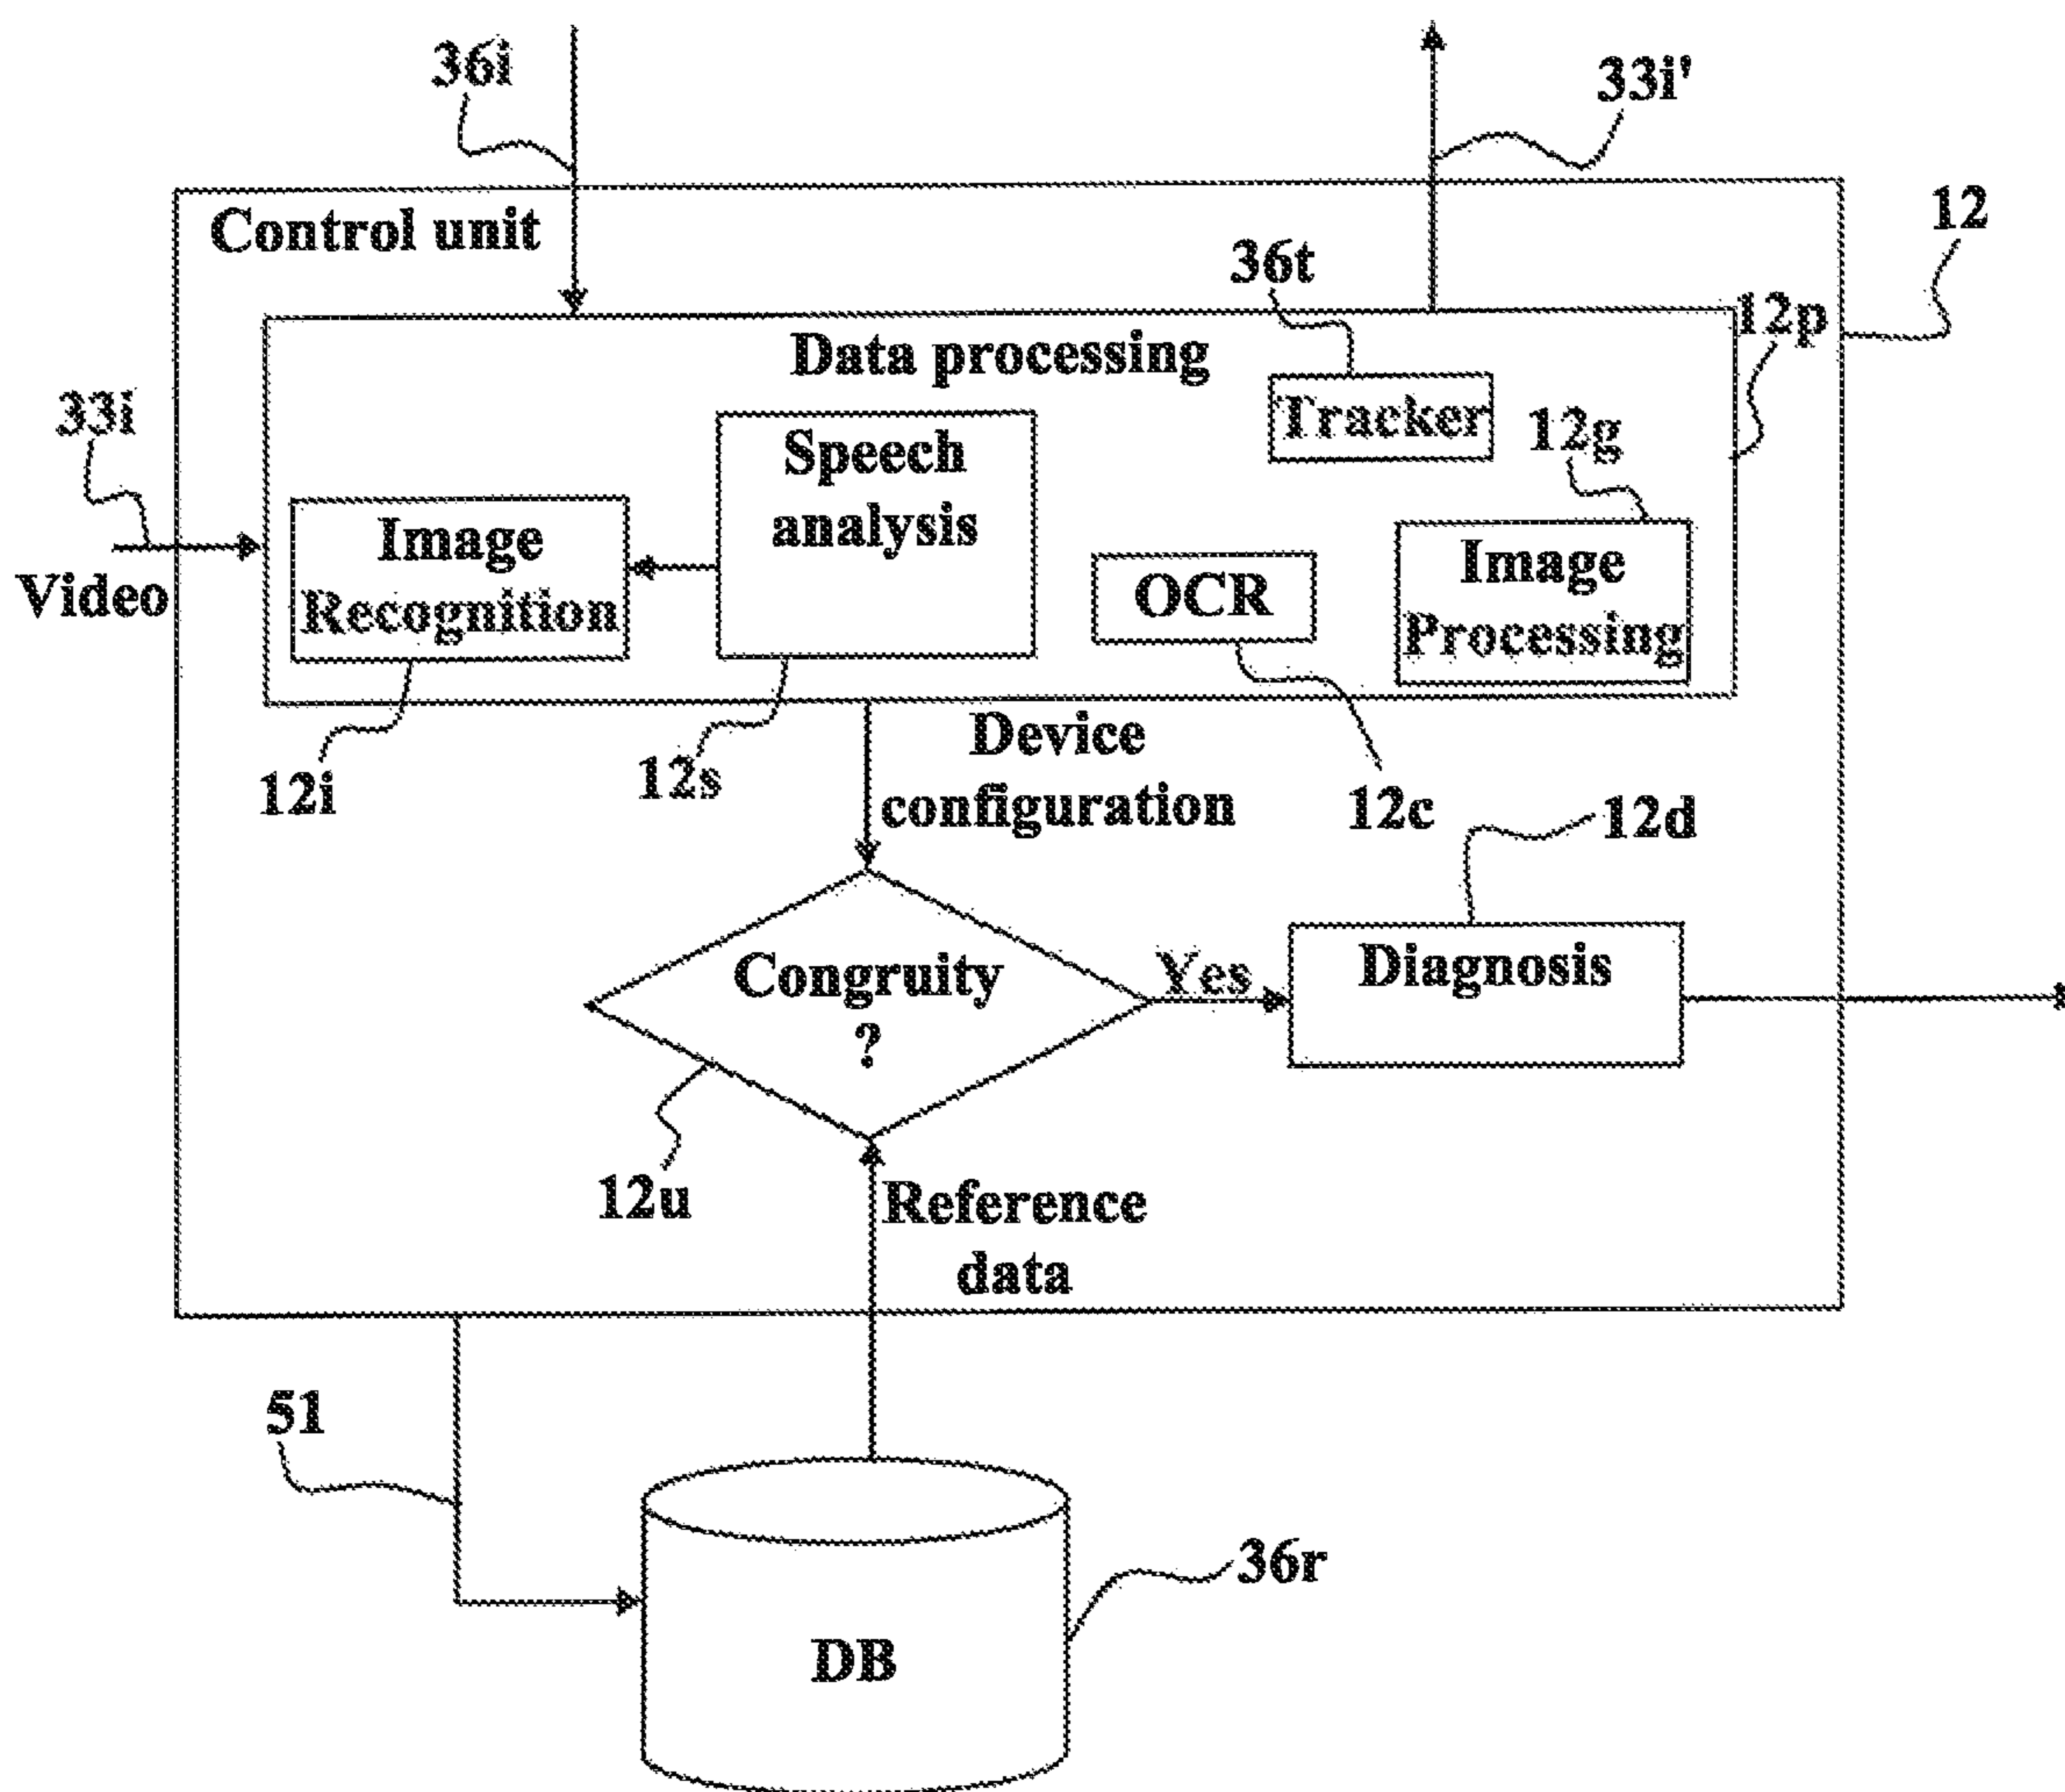 36i
33i'
Control unit
12
36t
12p
Data processing
33i
Tracker
Speech
analysis
12g
Image
Recognition
Video
OCR
Image
Processing
12i
12s
Device
configuration
12c
12d
Congruity
?
Yes
Diagnosis
12u
Reference
data
51
36r
DB